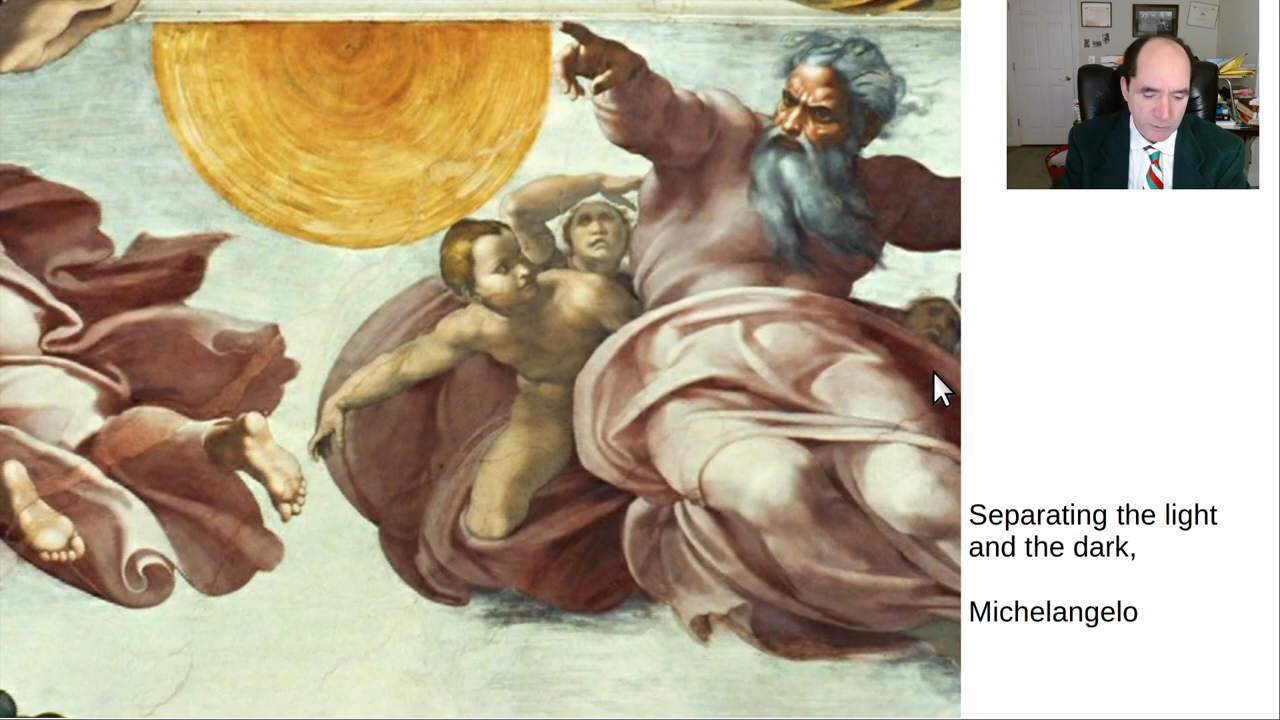 Separating the light
and the dark,
Michelangelo